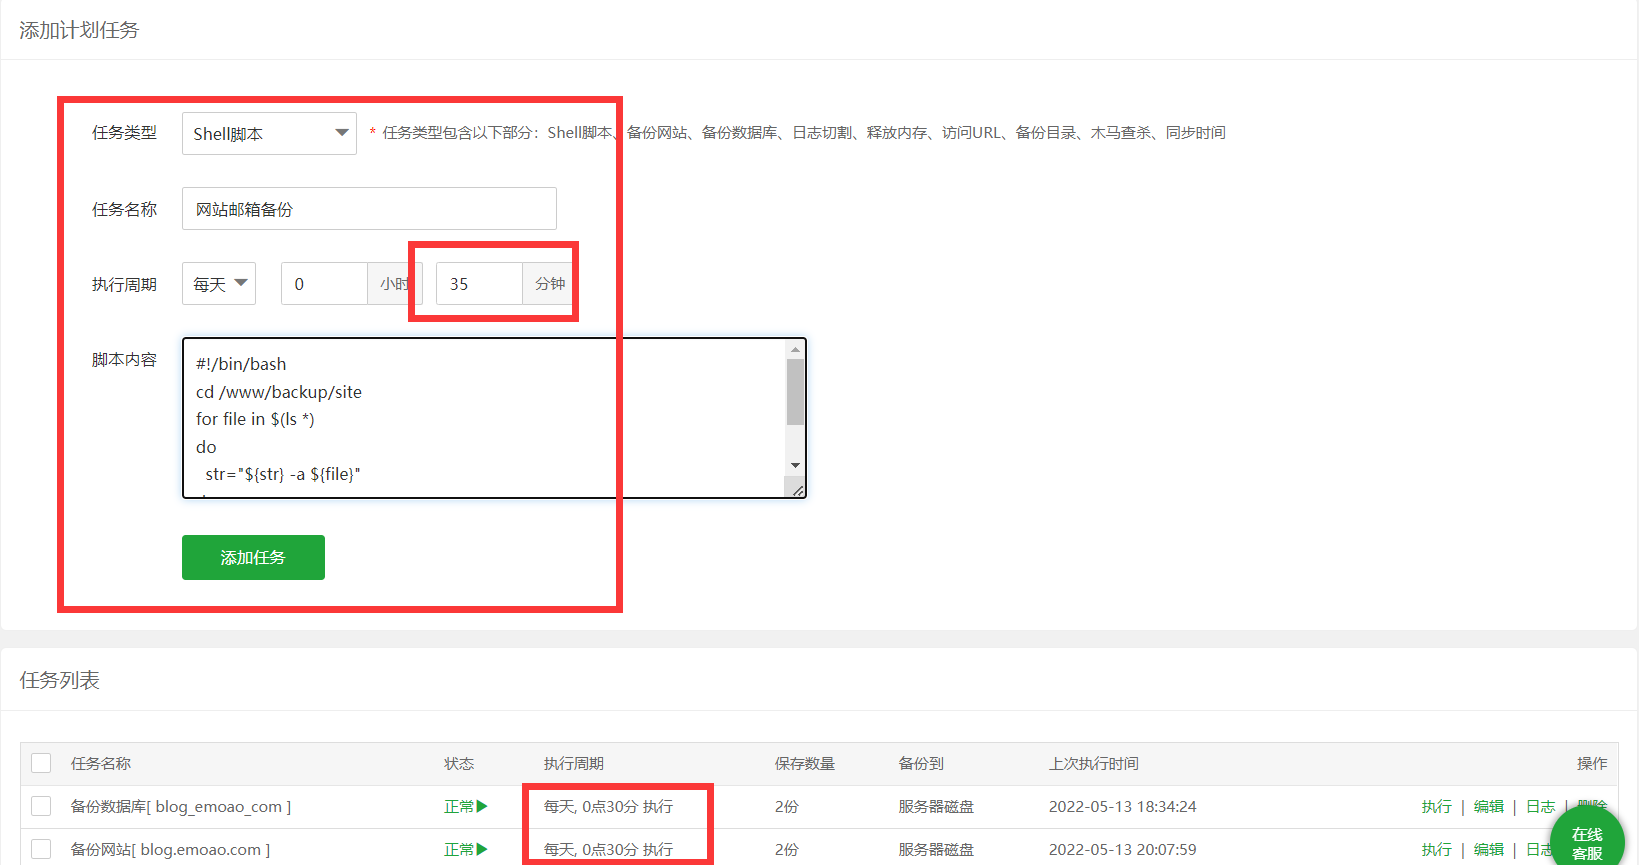 添加计划任务
任务类型 Shell脚本 * 任务类型包含以下部分：Shell脚本、备份网站、备份数据库、日志切割、释放内存、访问URL、备份目录、木马查杀、同步时间
任务名称 网站邮箱备份
执行周期 每天 0 小时 35 分钟
脚本内容
#!/bin/bash
cd /www/backup/site
for file in $(ls *)
do
str="${str} -a ${file}"
添加任务
任务列表
任务名称 状态 执行周期 保存数量 备份到 上次执行时间 操作
备份数据库[ blog_emoao_com ] 正常 每天, 0点30分 执行 2份 服务器磁盘 2022-05-13 18:34:24 执行 | 编辑 | 日志 | 删除
备份网站[ blog.emoao.com ] 正常 每天, 0点30分 执行 2份 服务器磁盘 2022-05-13 20:07:59 执行 | 编辑 | 日志
在线
客服